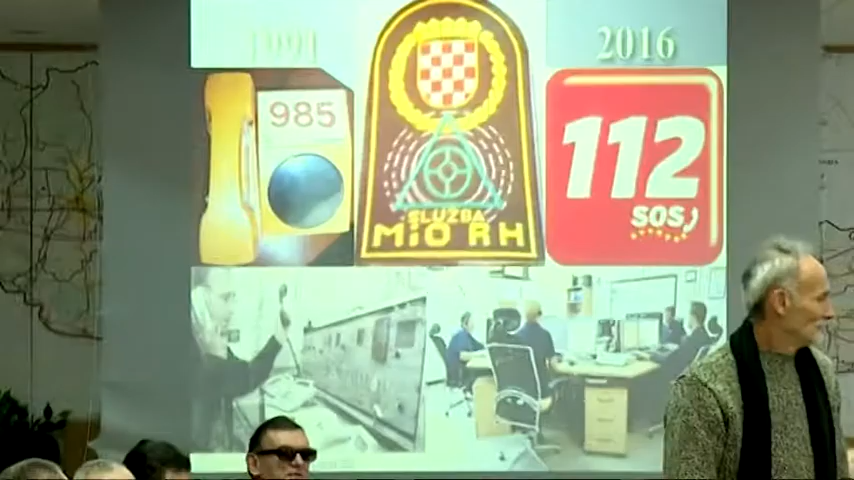 1991
2016
985
112
SOS
SLUŽBA
MiO RH